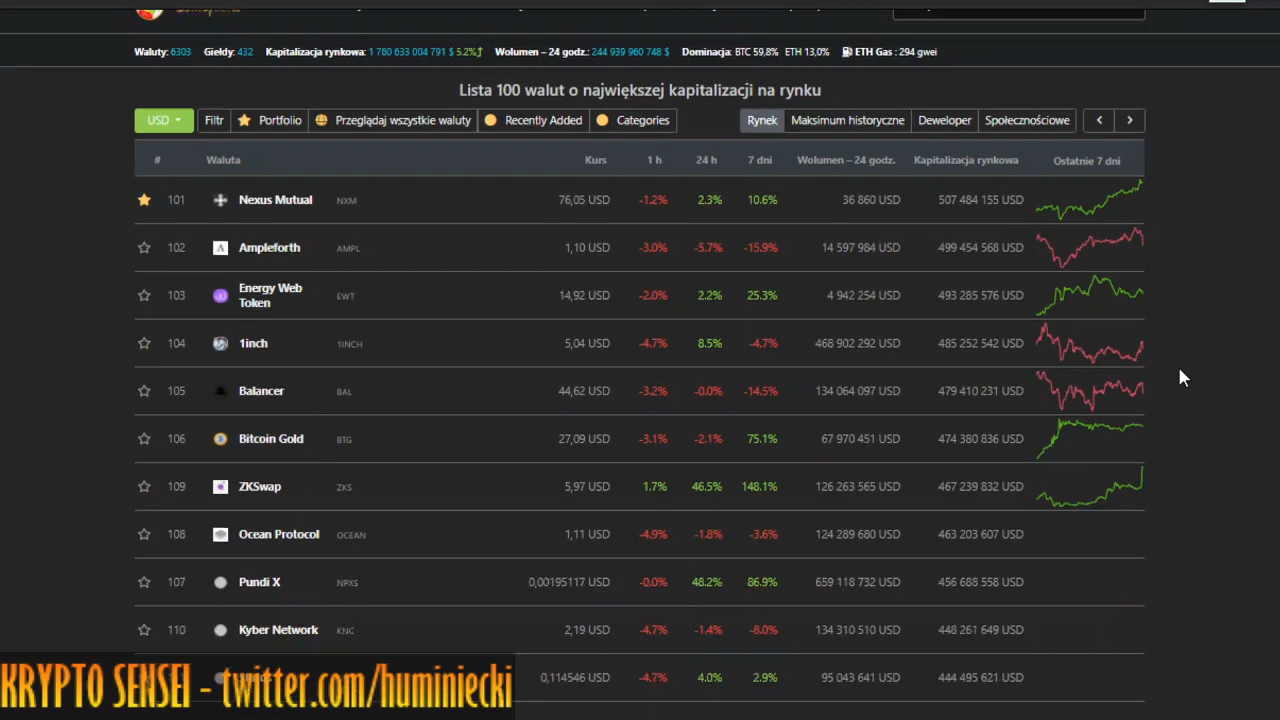 Waluty: 6303 Giełdy: 432 Kapitalizacja rynkowa: 1 760 633 004 791 $ 5.2% Wolumen – 24 godz.: 244 939 960 748 $ Dominacja: BTC 59,8% ETH 13,0% ETH Gas : 294 gwei
Lista 100 walut o największej kapitalizacji na rynku
USD Filtr Portfolio Przeglądaj wszystkie waluty Recently Added Categories Rynek Maksimum historyczne Deweloper Społecznościowe
# Waluta Kurs 1 h 24 h 7 dni Wolumen – 24 godz. Kapitalizacja rynkowa Ostatnie 7 dni
101 Nexus Mutual NXM 76,05 USD -1.2% 2.3% 10.6% 36 860 USD 507 484 155 USD
102 Ampleforth AMPL 1,10 USD -3.0% -5.7% -15.9% 14 597 984 USD 499 454 568 USD
103 Energy Web Token EWT 14,92 USD -2.0% 2.2% 25.3% 4 942 254 USD 493 285 576 USD
104 1inch 1INCH 5,04 USD -4.7% 8.5% -4.7% 468 902 292 USD 485 252 542 USD
105 Balancer BAL 44,62 USD -3.2% -0.0% -14.5% 134 064 097 USD 479 410 231 USD
106 Bitcoin Gold BTG 27,09 USD -3.1% -2.1% 75.1% 67 970 451 USD 474 380 836 USD
109 ZKSwap ZKS 5,97 USD 1.7% 46.5% 148.1% 126 263 565 USD 467 239 832 USD
108 Ocean Protocol OCEAN 1,11 USD -4.9% -1.8% -3.6% 124 289 680 USD 463 203 607 USD
107 Pundi X NPXS 0,00195117 USD -0.0% 48.2% 86.9% 659 118 732 USD 456 688 558 USD
110 Kyber Network KNC 2,19 USD -4.7% -1.4% -8.0% 134 310 510 USD 448 261 649 USD
0,114546 USD -4.7% 4.0% 2.9% 95 043 641 USD 444 495 621 USD
KRYPTO SENSEI – twitter.com/huminiecki